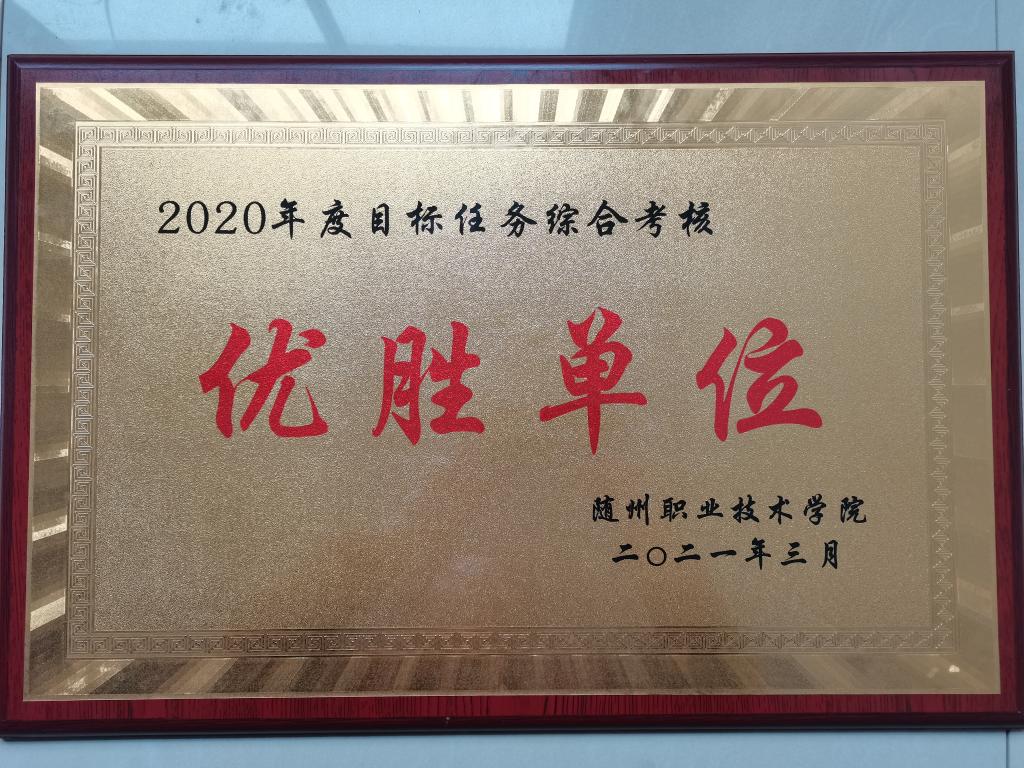 2020年度目标任务综合考核
优胜单位
随州职业技术学院
二〇二一年三月